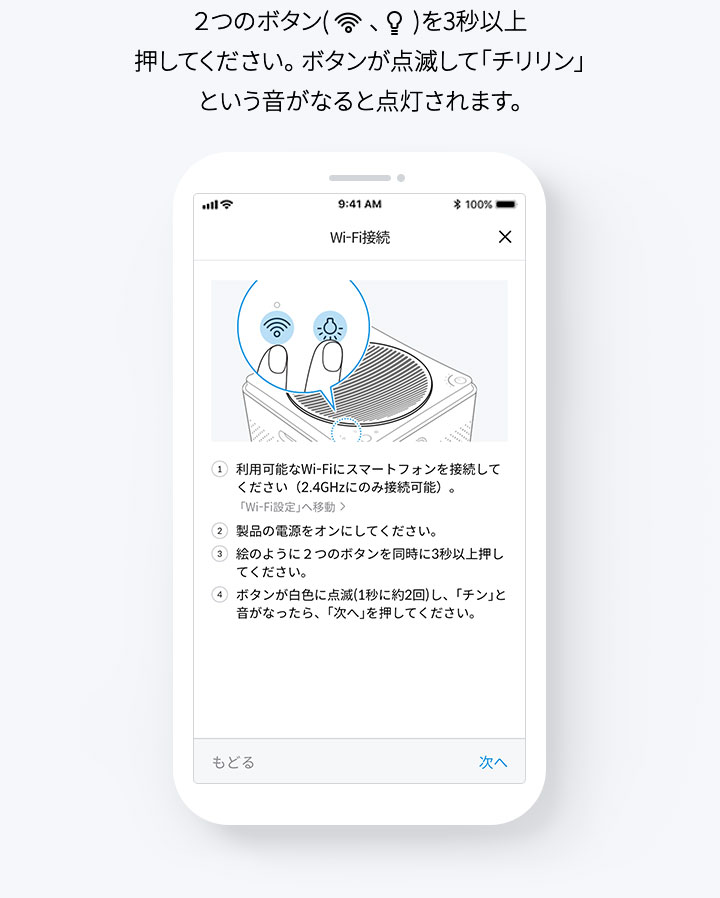 ２つのボタン( 、 )を3秒以上
押してください。ボタンが点滅して「チリリン」
という音がなると点灯されます。
9:41 AM
100%
Wi-Fi接続
1 利用可能なWi-Fiにスマートフォンを接続して
ください（2.4GHzにのみ接続可能）。
「Wi-Fi設定」へ移動 >
2 製品の電源をオンにしてください。
3 絵のように２つのボタンを同時に3秒以上押し
てください。
4 ボタンが白色に点滅(1秒に約2回)し、「チン」と
音がなったら、「次へ」を押してください。
もどる
次へ